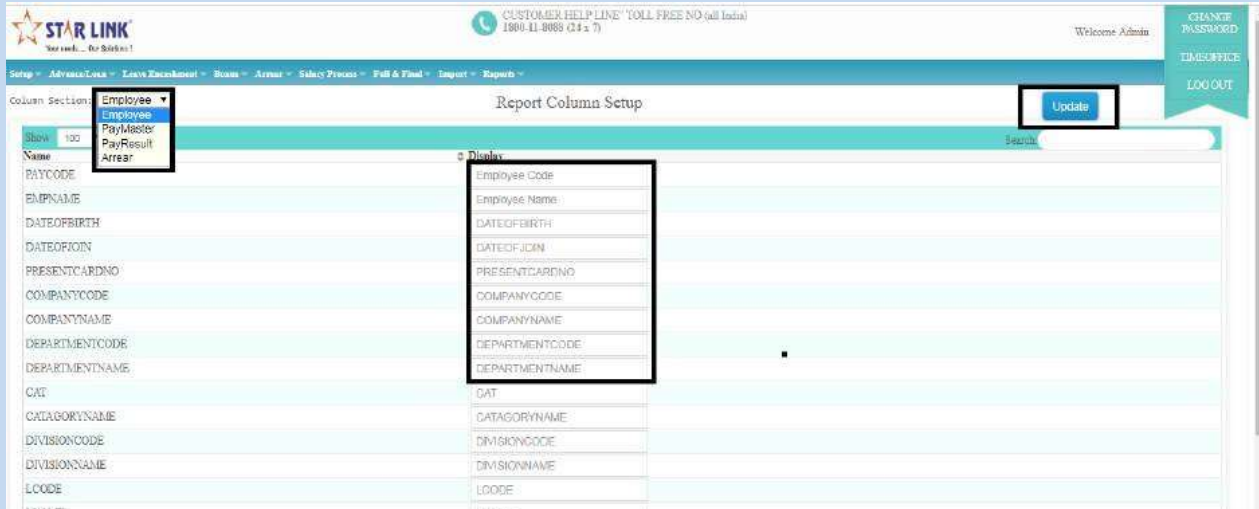 STAR LINK
Your needs... Our Solutions !
CUSTOMER HELP LINE" TOLL FREE NO (all India)
1800-11-8088 (24 x 7)
Welcome Admin
CHANGE
PASSWORD
TIMEOFFICE
LOG OUT
Setup Advance/Loan Leave Encashment Bonus Arrear Salary Process Full & Final Import Reports
Column Section: Employee
Employee
PayMaster
PayResult
Arrear
Report Column Setup
Update
Show 100
Search:
Name Display
PAYCODE Employee Code
EMPNAME Employee Name
DATEOFBIRTH DATEOFBIRTH
DATEOFJOIN DATEOFJOIN
PRESENTCARDNO PRESENTCARDNO
COMPANYCODE COMPANYCODE
COMPANYNAME COMPANYNAME
DEPARTMENTCODE DEPARTMENTCODE
DEPARTMENTNAME DEPARTMENTNAME
CAT CAT
CATAGORYNAME CATAGORYNAME
DIVISIONCODE DIVISIONCODE
DIVISIONNAME DIVISIONNAME
LCODE LCODE